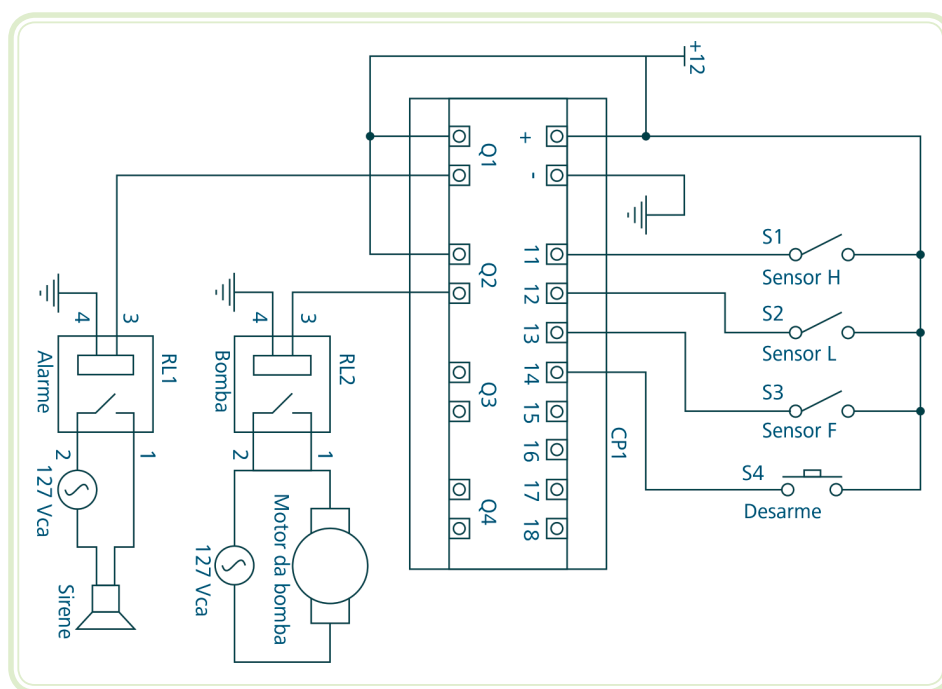 +12
+
Q1
-
S1
11
Sensor H
Q2
12
S2
4
3
4
3
13
Sensor L
RL1
RL2
14
S3
Alarme
Bomba
Q3
15
Sensor F
CP1
16
2
1
2
1
S4
127 Vca
17
Desarme
Motor da bomba
Q4
18
127 Vca
Sirene